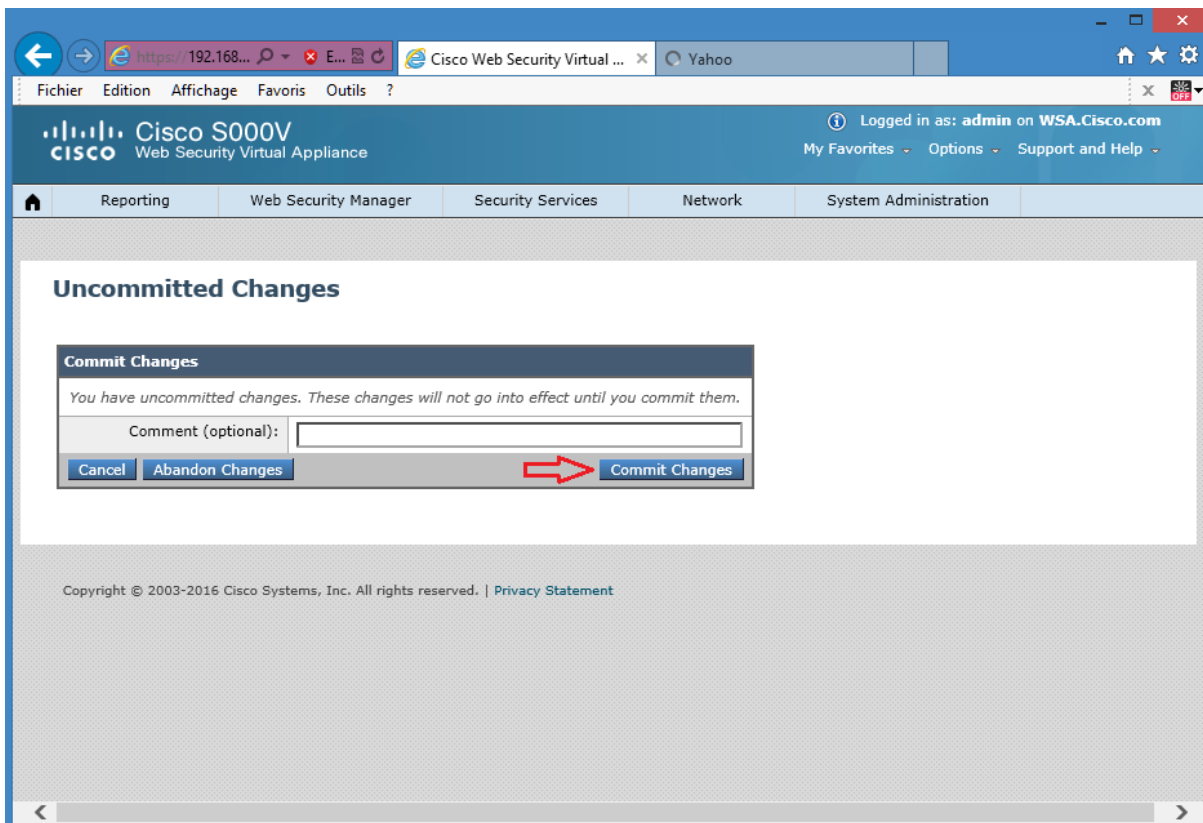 https://192.168... E... Cisco Web Security Virtual ... Yahoo
Fichier Edition Affichage Favoris Outils ?
OFF
CISCO Cisco S000V
Web Security Virtual Appliance
Logged in as: admin on WSA.Cisco.com
My Favorites Options Support and Help
Reporting Web Security Manager Security Services Network System Administration
Uncommitted Changes
Commit Changes
You have uncommitted changes. These changes will not go into effect until you commit them.
Comment (optional):
Cancel Abandon Changes Commit Changes
Copyright © 2003-2016 Cisco Systems, Inc. All rights reserved. | Privacy Statement